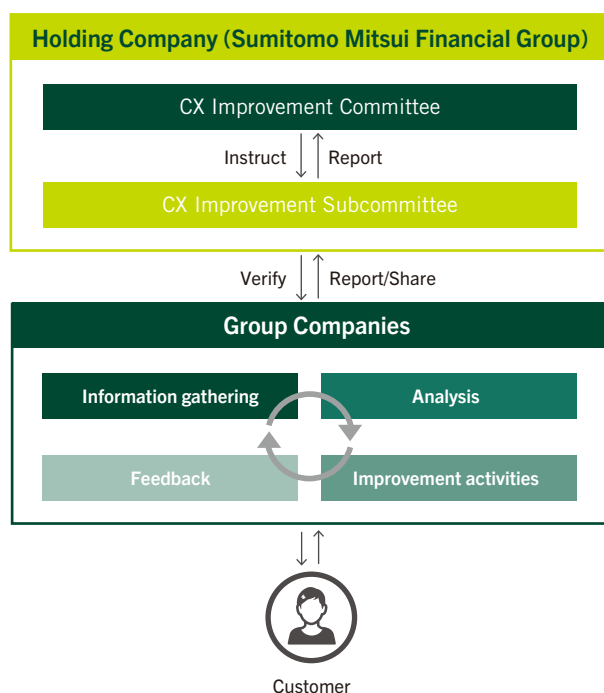 Holding Company (Sumitomo Mitsui Financial Group)
CX Improvement Committee
Instruct Report
CX Improvement Subcommittee
Verify Report/Share
Group Companies
Information gathering Analysis
Feedback Improvement activities
Customer